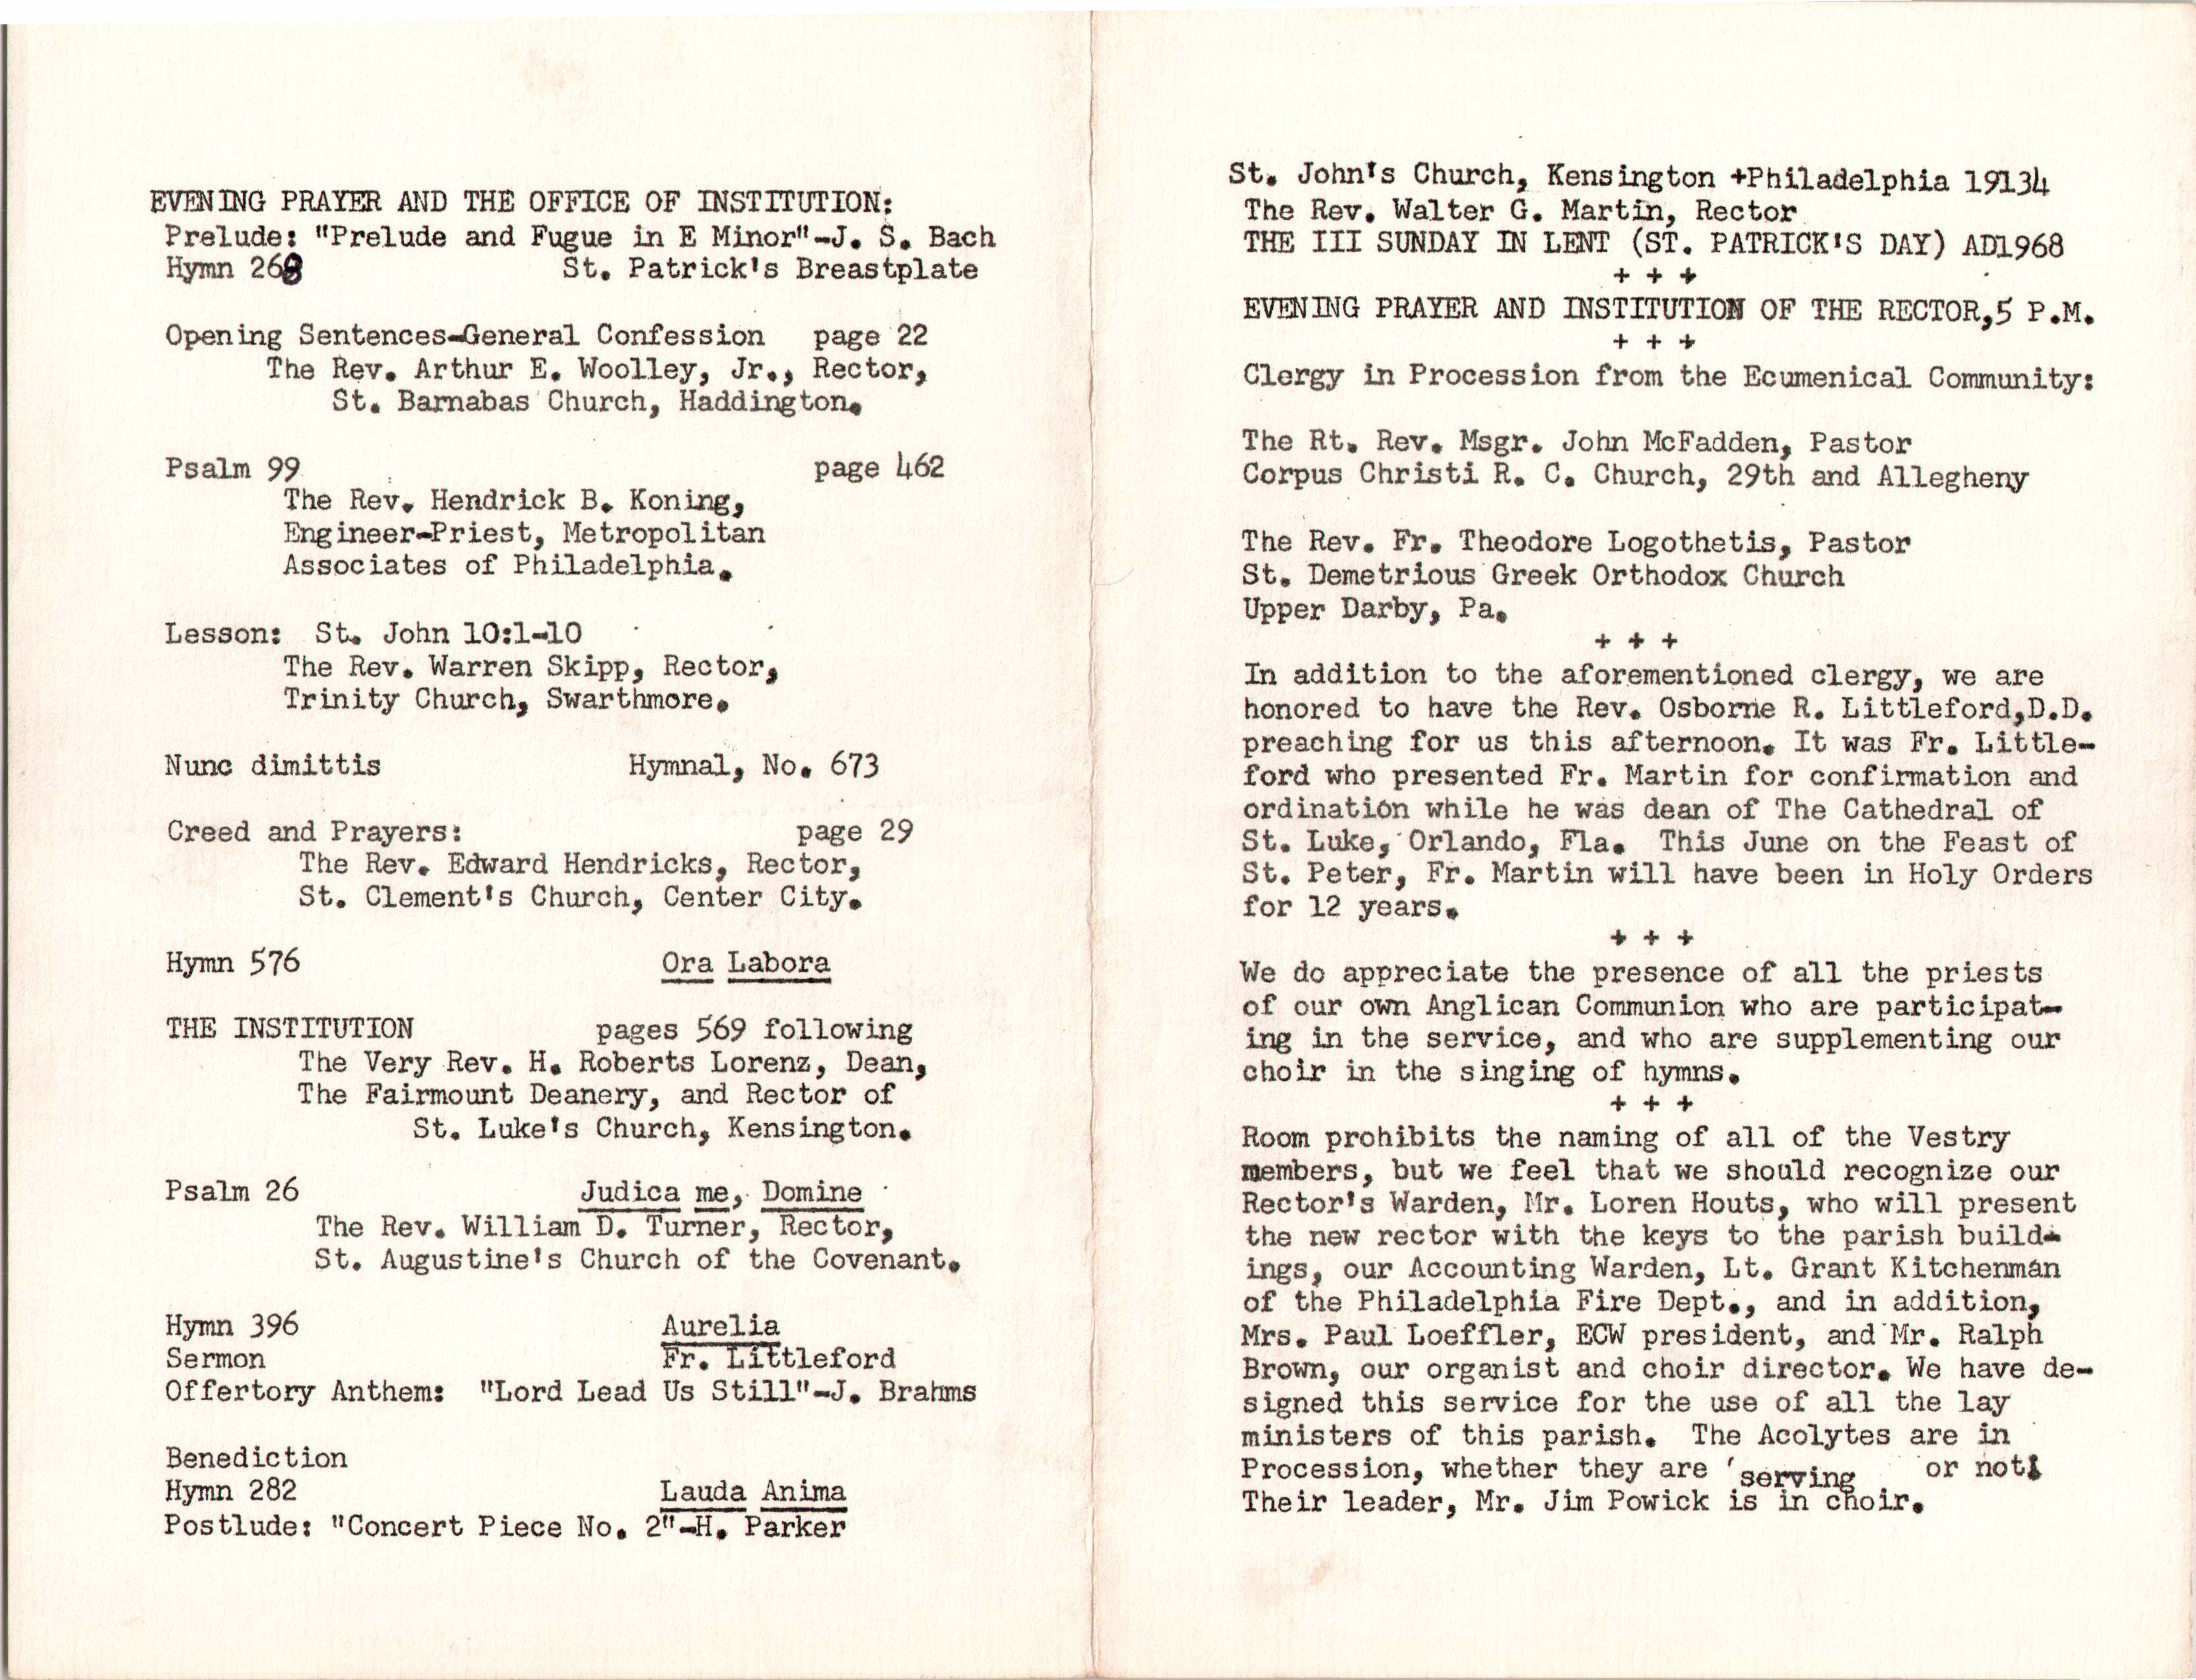 EVENING PRAYER AND THE OFFICE OF INSTITUTION:
Prelude: "Prelude and Fugue in E Minor"-J. S. Bach
Hymn 268 St. Patrick's Breastplate
Opening Sentences-General Confession page 22
The Rev. Arthur E. Woolley, Jr., Rector,
St. Barnabas Church, Haddington.
Psalm 99 page 462
The Rev. Hendrick B. Koning,
Engineer-Priest, Metropolitan
Associates of Philadelphia.
Lesson: St. John 10:1-10
The Rev. Warren Skipp, Rector,
Trinity Church, Swarthmore.
Nunc dimittis Hymnal, No. 673
Creed and Prayers: page 29
The Rev. Edward Hendricks, Rector,
St. Clement's Church, Center City.
Hymn 576 Ora Labora
THE INSTITUTION pages 569 following
The Very Rev. H. Roberts Lorenz, Dean,
The Fairmount Deanery, and Rector of
St. Luke's Church, Kensington.
Psalm 26 Judica me, Domine
The Rev. William D. Turner, Rector,
St. Augustine's Church of the Covenant.
Hymn 396 Aurelia
Sermon Fr. Littleford
Offertory Anthem: "Lord Lead Us Still"-J. Brahms
Benediction
Hymn 282 Lauda Anima
Postlude: "Concert Piece No. 2"-H. Parker
St. John's Church, Kensington +Philadelphia 19134
The Rev. Walter G. Martin, Rector
THE III SUNDAY IN LENT (ST. PATRICK'S DAY) AD1968
+ + +
EVENING PRAYER AND INSTITUTION OF THE RECTOR,5 P.M.
+ + +
Clergy in Procession from the Ecumenical Community:
The Rt. Rev. Msgr. John McFadden, Pastor
Corpus Christi R. C. Church, 29th and Allegheny
The Rev. Fr. Theodore Logothetis, Pastor
St. Demetrious Greek Orthodox Church
Upper Darby, Pa.
+ + +
In addition to the aforementioned clergy, we are
honored to have the Rev. Osborne R. Littleford,D.D.
preaching for us this afternoon. It was Fr. Little-
ford who presented Fr. Martin for confirmation and
ordination while he was dean of The Cathedral of
St. Luke, Orlando, Fla. This June on the Feast of
St. Peter, Fr. Martin will have been in Holy Orders
for 12 years.
+ + +
We do appreciate the presence of all the priests
of our own Anglican Communion who are participat-
ing in the service, and who are supplementing our
choir in the singing of hymns.
+ + +
Room prohibits the naming of all of the Vestry
members, but we feel that we should recognize our
Rector's Warden, Mr. Loren Houts, who will present
the new rector with the keys to the parish build-
ings, our Accounting Warden, Lt. Grant Kitchenman
of the Philadelphia Fire Dept., and in addition,
Mrs. Paul Loeffler, ECW president, and Mr. Ralph
Brown, our organist and choir director. We have de-
signed this service for the use of all the lay
ministers of this parish. The Acolytes are in
Procession, whether they are serving or not!
Their leader, Mr. Jim Powick is in choir.